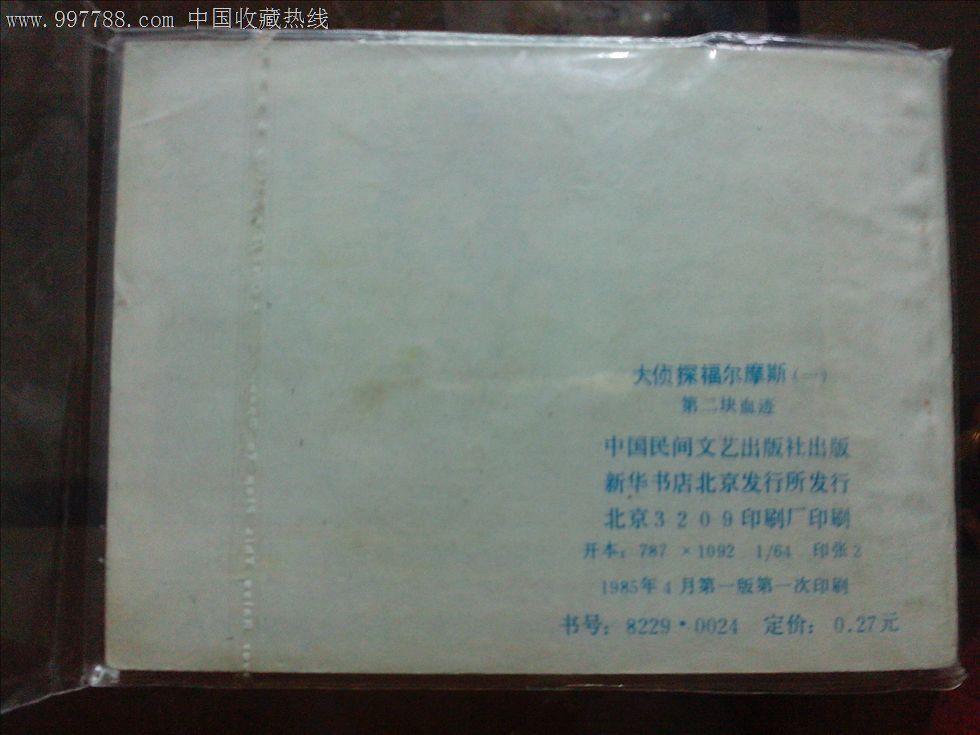 www.997788.com 中国收藏热线
大侦探福尔摩斯(一)
第二块血迹
中国民间文艺出版社出版
新华书店北京发行所发行
北京3209印刷厂印刷
开本：787×1092 1/64 印张2
1985年4月第一版第一次印刷
书号：8229·0024 定价：0.27元